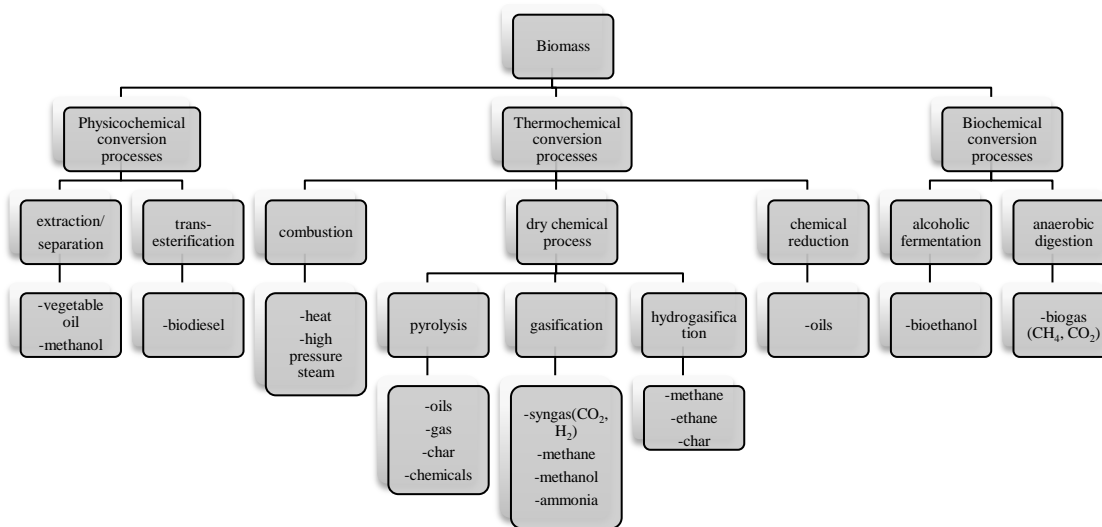 Biomass
Physicochemical
conversion
processes
Thermochemical
conversion
processes
Biochemical
conversion
processes
extraction/
separation
trans-
esterification
combustion
dry chemical
process
chemical
reduction
alcoholic
fermentation
anaerobic
digestion
-vegetable
oil
-methanol
-biodiesel
-heat
-high
pressure
steam
pyrolysis
gasification
hydrogasifica
tion
-oils
-bioethanol
-biogas
(CH₄, CO₂)
-oils
-gas
-char
-chemicals
-syngas(CO₂,
H₂)
-methane
-methanol
-ammonia
-methane
-ethane
-char